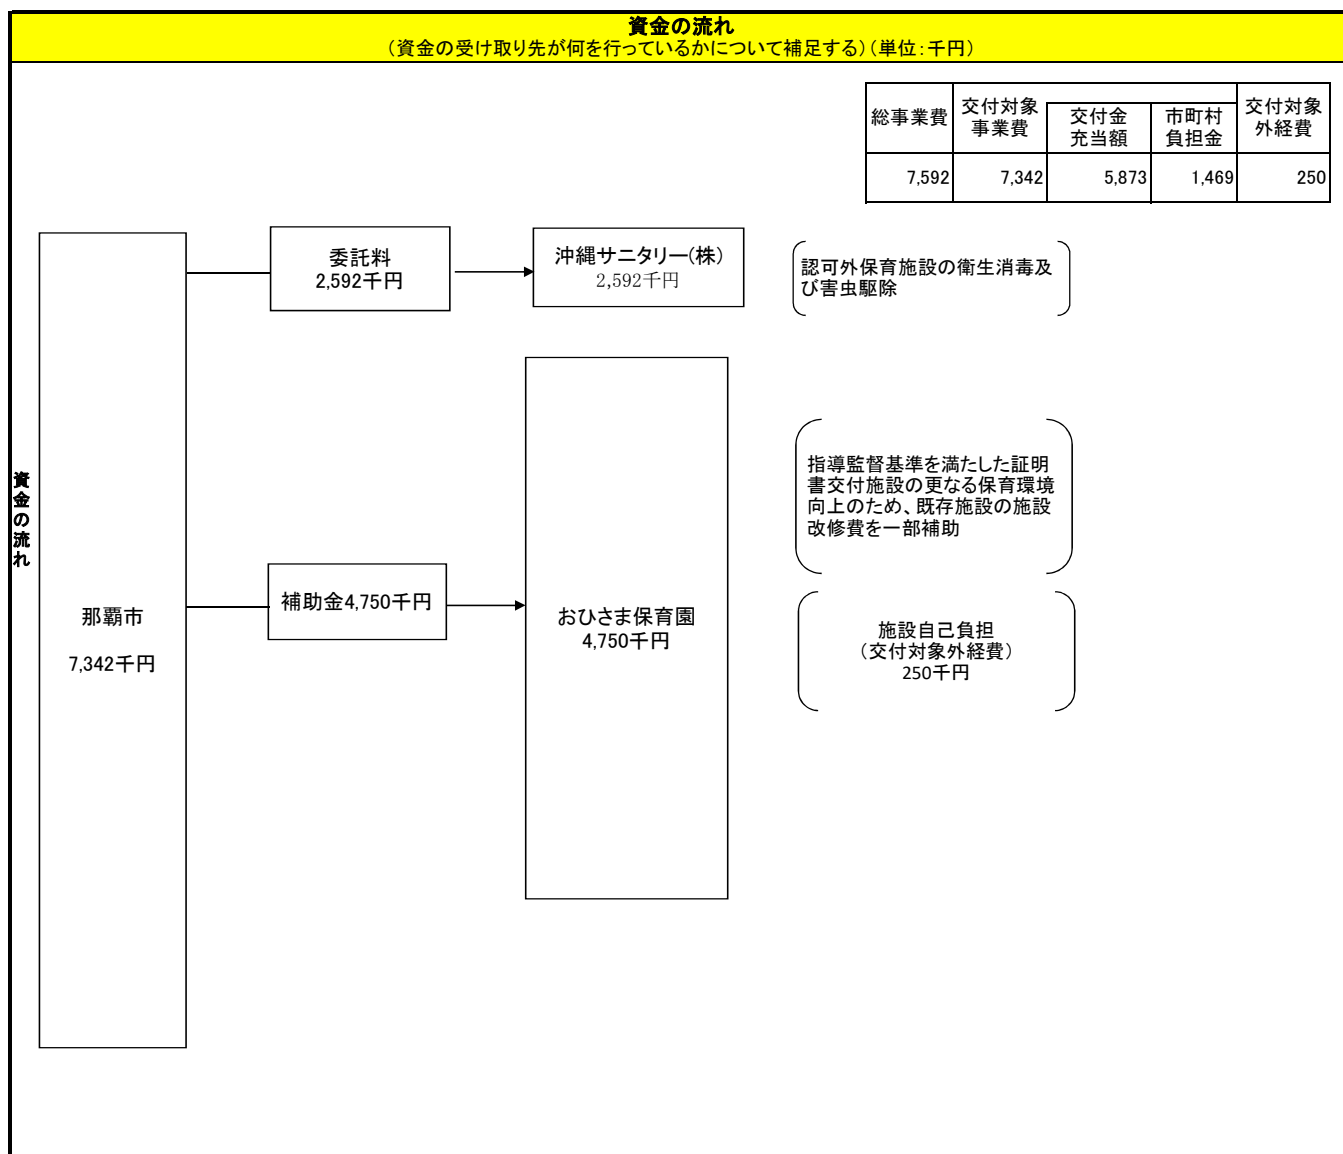 資金の流れ
（資金の受け取り先が何を行っているかについて補足する）（単位：千円）
総事業費
交付対象
事業費
交付金
充当額
市町村
負担金
交付対象
外経費
7,592
7,342
5,873
1,469
250
委託料
2,592千円
沖縄サニタリー(株)
2,592千円
認可外保育施設の衛生消毒及
び害虫駆除
資金の流れ
指導監督基準を満たした証明
書交付施設の更なる保育環境
向上のため、既存施設の施設
改修費を一部補助
那覇市
7,342千円
補助金4,750千円
おひさま保育園
4,750千円
施設自己負担
（交付対象外経費）
250千円